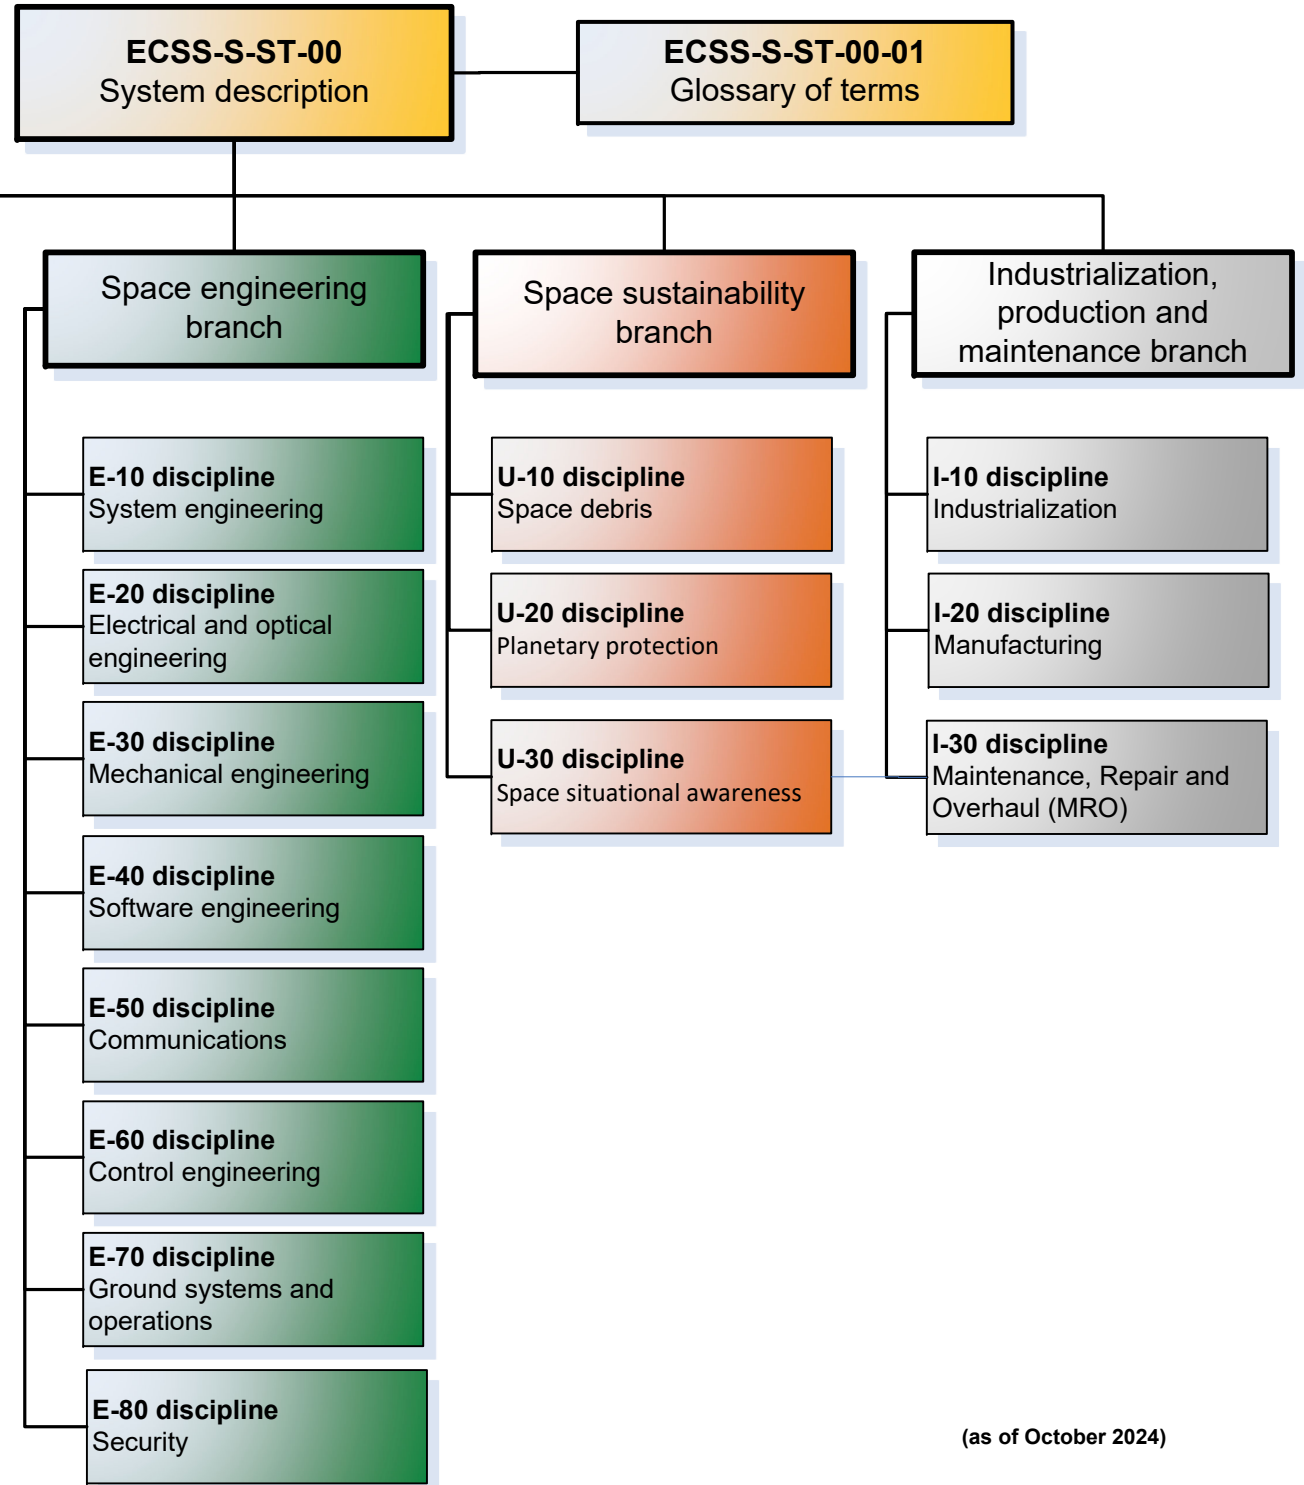 ECSS-S-ST-00
System description
ECSS-S-ST-00-01
Glossary of terms
Space engineering
branch
E-10 discipline
System engineering
E-20 discipline
Electrical and optical
engineering
E-30 discipline
Mechanical engineering
E-40 discipline
Software engineering
E-50 discipline
Communications
E-60 discipline
Control engineering
E-70 discipline
Ground systems and
operations
E-80 discipline
Security
Space sustainability
branch
U-10 discipline
Space debris
U-20 discipline
Planetary protection
U-30 discipline
Space situational awareness
Industrialization,
production and
maintenance branch
I-10 discipline
Industrialization
I-20 discipline
Manufacturing
I-30 discipline
Maintenance, Repair and
Overhaul (MRO)
(as of October 2024)